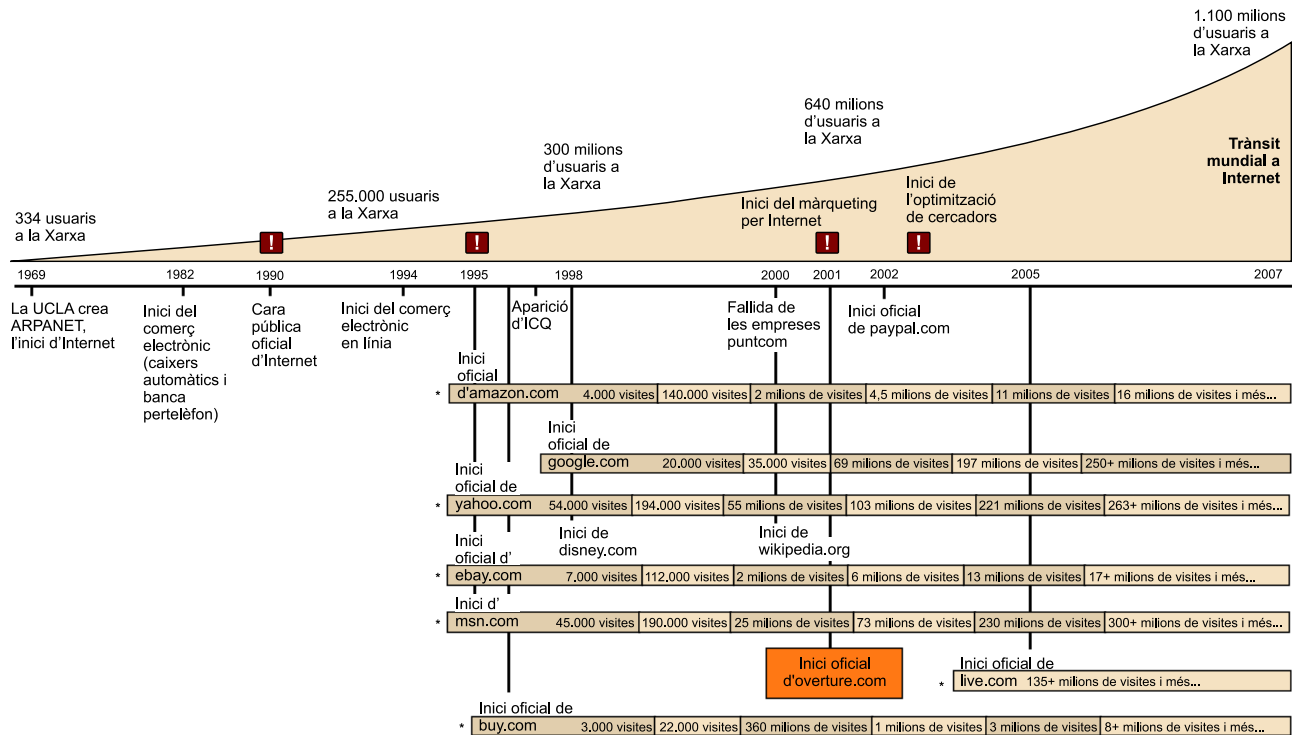 1.100 milions
d'usuaris a
la Xarxa
640 milions
d'usuaris a
la Xarxa
300 milions
d'usuaris a
la Xarxa
255.000 usuaris
a la Xarxa
334 usuaris
a la Xarxa
Trànsit
mundial a
Internet
Inici del màrqueting
per Internet
Inici de
l'optimització
de cercadors
!
!
!
!
1969 1982 1990 1994 1995 1998 2000 2001 2002 2005 2007
La UCLA crea
ARPANET,
l'inici d'Internet
Inici del
comerç
electrònic
(caixers
automàtics i
banca
pertelèfon)
Cara
pública
oficial
d'Internet
Inici del comerç
electrònic
en línia
Aparició
d'ICQ
Fallida de
les empreses
puntcom
Inici oficial
de paypal.com
Inici
oficial
* d'amazon.com 4.000 visites 140.000 visites 2 milions de visites 4,5 milions de visites 11 milions de visites 16 milions de visites i més...
Inici
oficial de
google.com 20.000 visites 35.000 visites 69 milions de visites 197 milions de visites 250+ milions de visites i més...
Inici
oficial de
* yahoo.com 54.000 visites 194.000 visites 55 milions de visites 103 milions de visites 221 milions de visites 263+ milions de visites i més...
Inici de
disney.com
Inici de
wikipedia.org
Inici
oficial d'
* ebay.com 7.000 visites 112.000 visites 2 milions de visites 6 milions de visites 13 milions de visites 17+ milions de visites i més...
Inici d'
* msn.com 45.000 visites 190.000 visites 25 milions de visites 73 milions de visites 230 milions de visites 300+ milions de visites i més...
Inici oficial
d'overture.com
Inici oficial de
* live.com 135+ milions de visites i més...
Inici oficial de
* buy.com 3,000 visites 22.000 visites 360 milions de visites 1 milions de visites 3 milions de visites 8+ milions de visites i més...